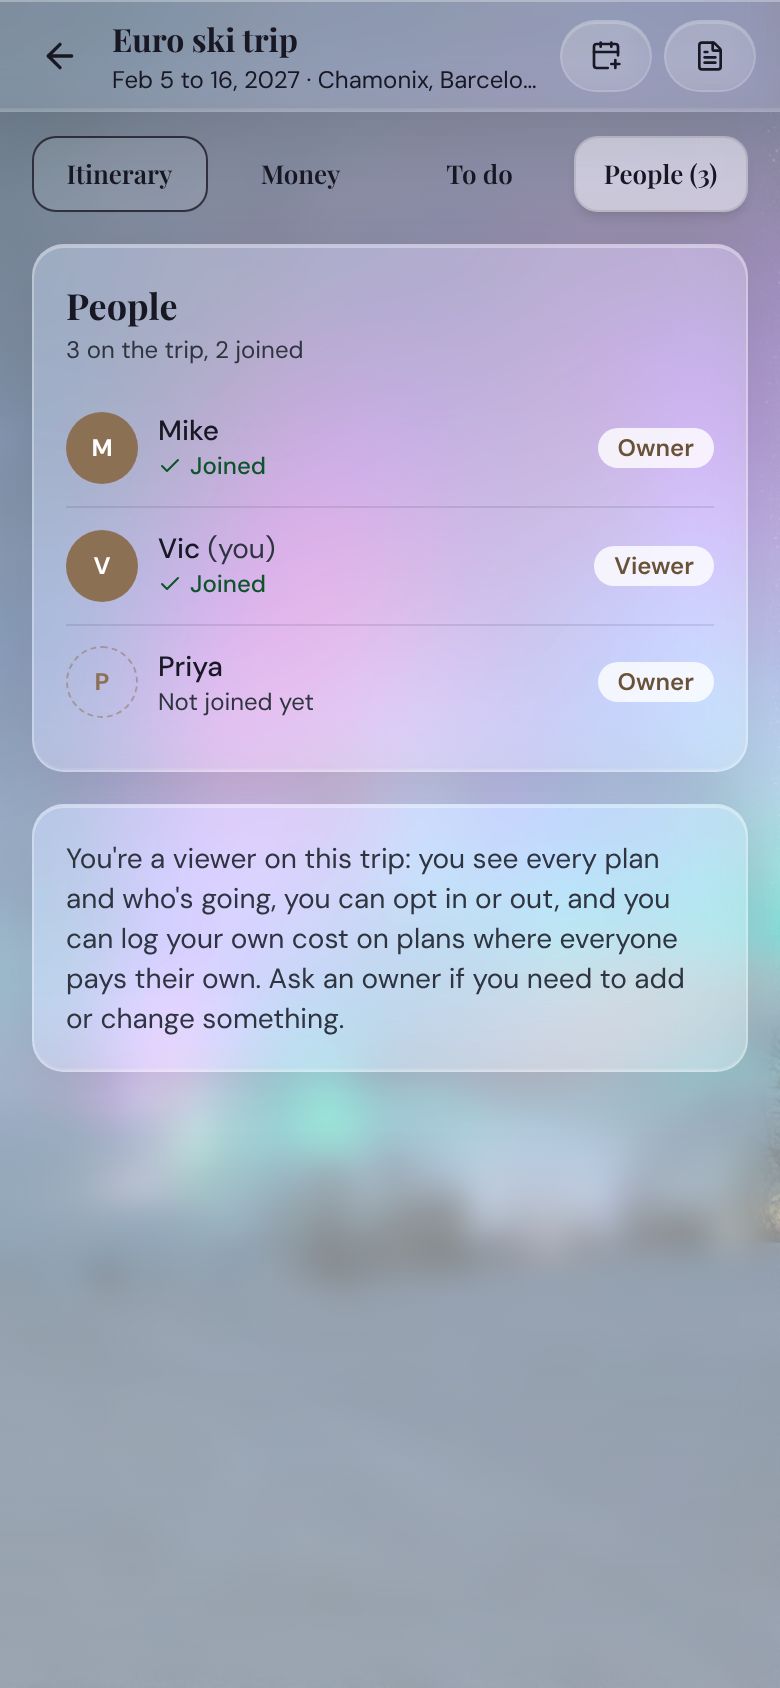 Euro ski trip
Feb 5 to 16, 2027 · Chamonix, Barcelo...
Itinerary
Money
To do
People (3)
People
3 on the trip, 2 joined
M
Mike
Joined
Owner
V
Vic (you)
Joined
Viewer
P
Priya
Not joined yet
Owner
You're a viewer on this trip: you see every plan
and who's going, you can opt in or out, and you
can log your own cost on plans where everyone
pays their own. Ask an owner if you need to add
or change something.